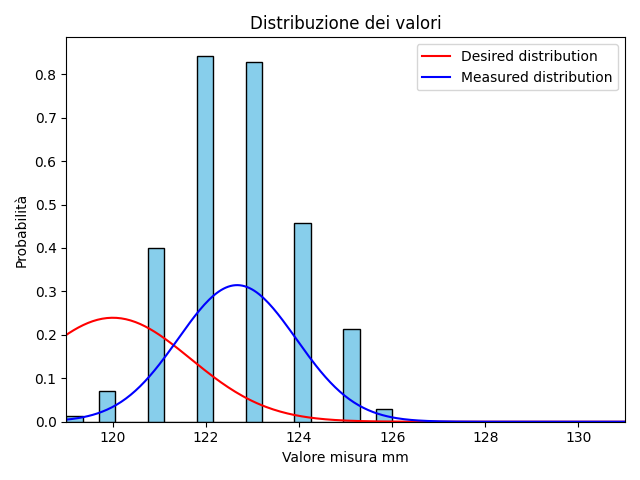 Distribuzione dei valori
Desired distribution
Measured distribution
Probabilità
0.8
0.7
0.6
0.5
0.4
0.3
0.2
0.1
0.0
120 122 124 126 128 130
Valore misura mm